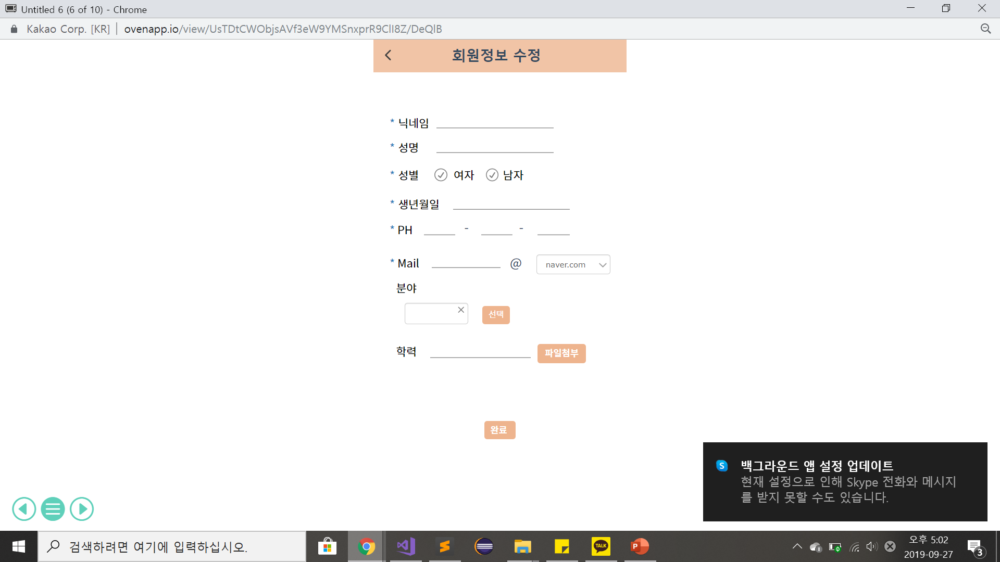 Untitled 6 (6 of 10) - Chrome
Kakao Corp. [KR] | ovenapp.io/view/UsTDtCWObjsAVf3eW9YMSnxprR9ClI8Z/DeQlB
회원정보 수정
* 닉네임
* 성명
* 성별 여자 남자
* 생년월일
* PH - -
* Mail @ naver.com
분야
선택
학력 파일첨부
완료
S 백그라운드 앱 설정 업데이트
현재 설정으로 인해 Skype 전화와 메시지
를 받지 못할 수도 있습니다.
검색하려면 여기에 입력하십시오.
TALK
P
오후 5:02
2019-09-27
3